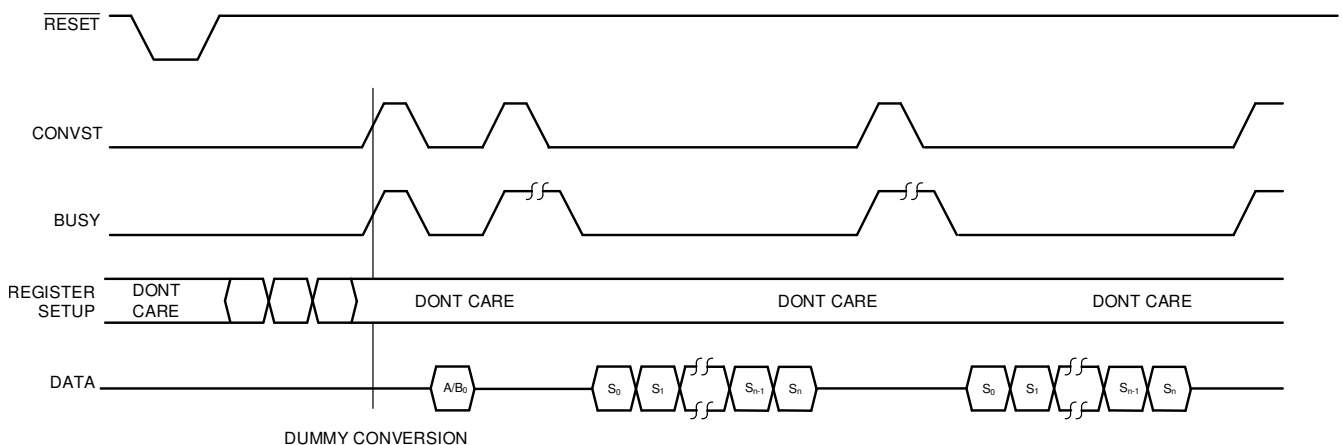 RESET
CONVST
BUSY
REGISTER
SETUP
DONT
CARE
DONT CARE
DONT CARE
DONT CARE
DATA
A/B₀
S₀
S₁
Sₙ₋₁
Sₙ
S₀
S₁
Sₙ₋₁
Sₙ
DUMMY CONVERSION